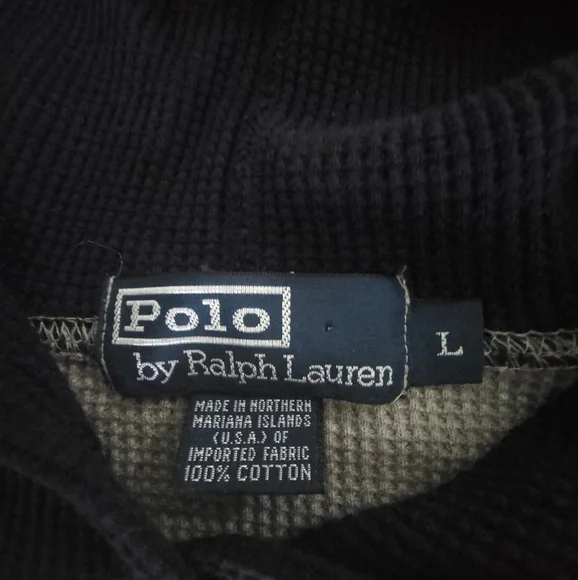 Polo
by Ralph Lauren
L
MADE IN NORTHERN
MARIANA ISLANDS
(U.S.A.) OF
IMPORTED FABRIC
100% COTTON